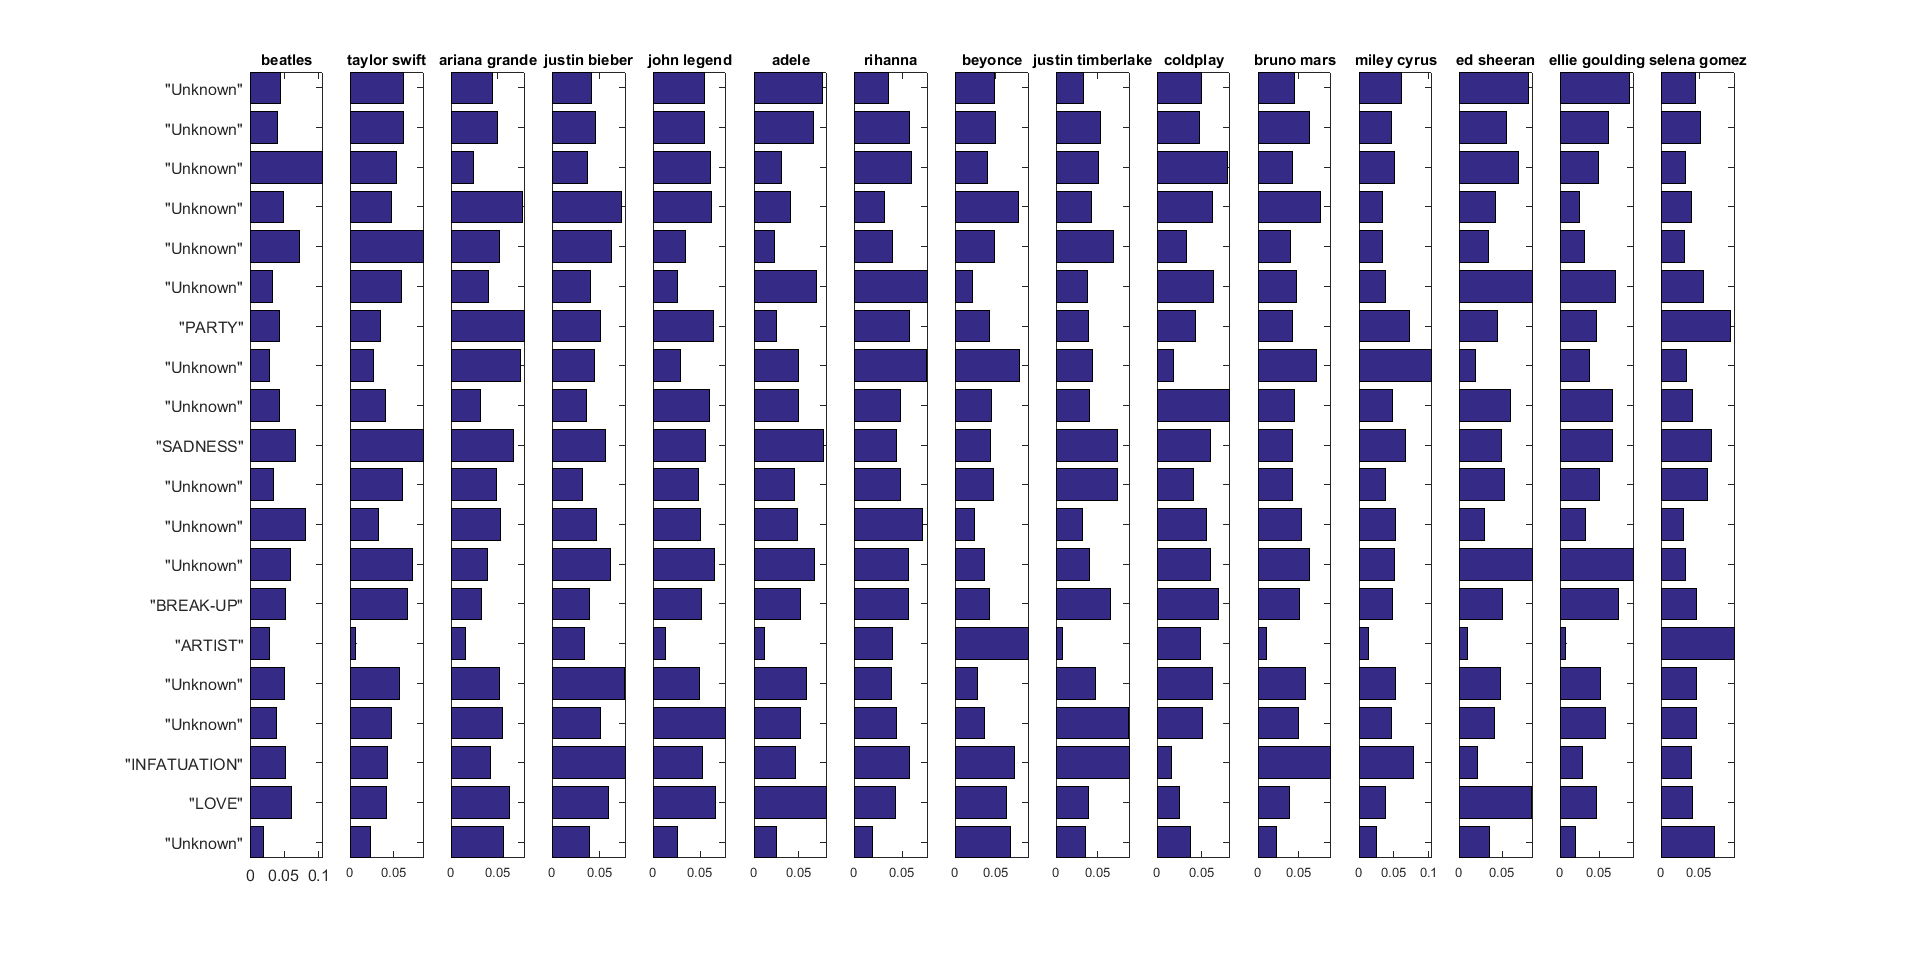 beatles taylor swift ariana grande justin bieber john legend adele rihanna beyonce justin timberlake coldplay bruno mars miley cyrus ed sheeran ellie goulding selena gomez
"Unknown"
"Unknown"
"Unknown"
"Unknown"
"Unknown"
"Unknown"
"PARTY"
"Unknown"
"Unknown"
"SADNESS"
"Unknown"
"Unknown"
"Unknown"
"BREAK-UP"
"ARTIST"
"Unknown"
"Unknown"
"INFATUATION"
"LOVE"
"Unknown"
0 0.05 0.1 0 0.05 0 0.05 0 0.05 0 0.05 0 0.05 0 0.05 0 0.05 0 0.05 0 0.05 0 0.05 0 0.05 0.1 0 0.05 0 0.05 0 0.05